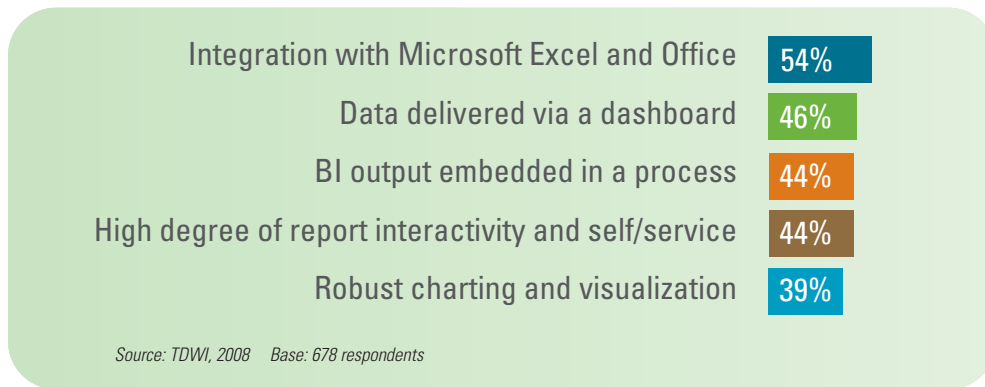 Integration with Microsoft Excel and Office 54%
Data delivered via a dashboard 46%
BI output embedded in a process 44%
High degree of report interactivity and self/service 44%
Robust charting and visualization 39%
Source: TDWI, 2008 Base: 678 respondents